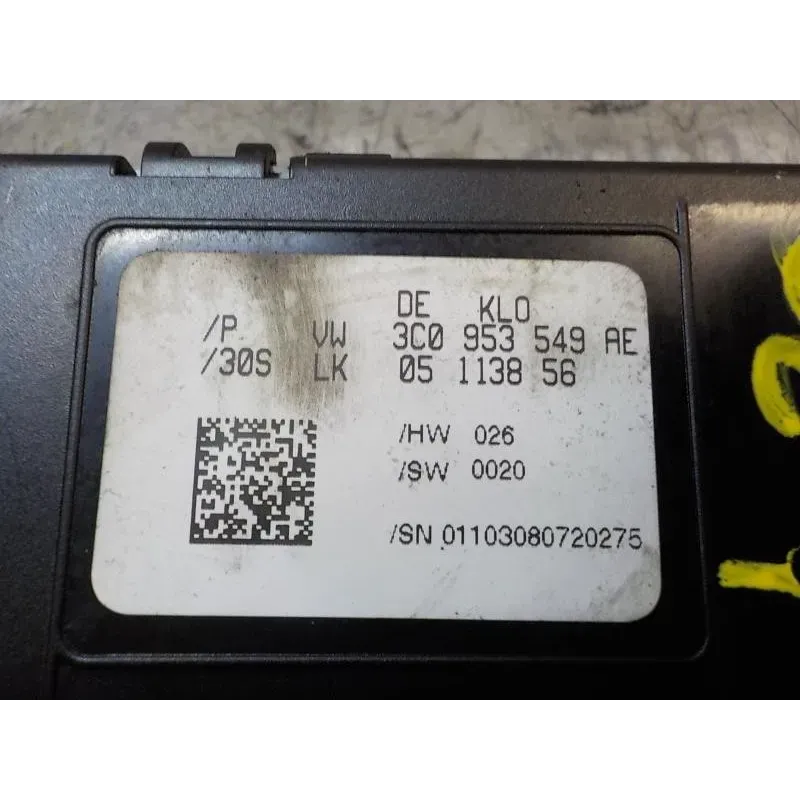 DE KLO
/P VW 3C0 953 549 AE
/30S LK 05 1138 56
/HW 026
/SW 0020
/SN 01103080720275